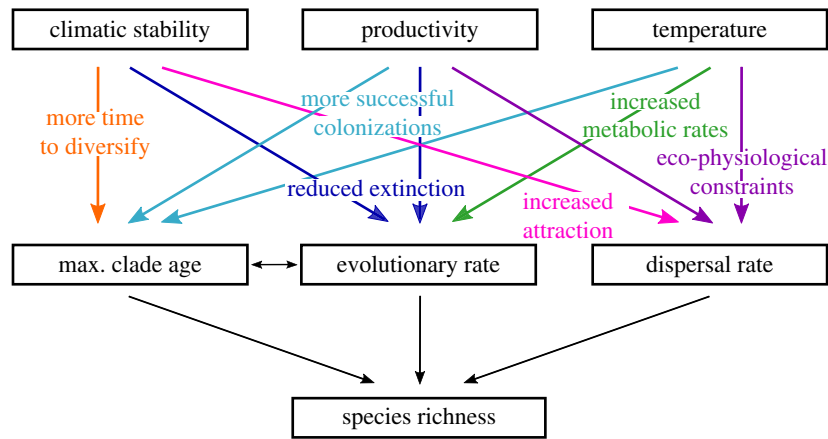 climatic stability
productivity
temperature
more time
to diversify
more successful
colonizations
increased
metabolic rates
eco-physiological
constraints
reduced extinction
increased
attraction
max. clade age
evolutionary rate
dispersal rate
species richness